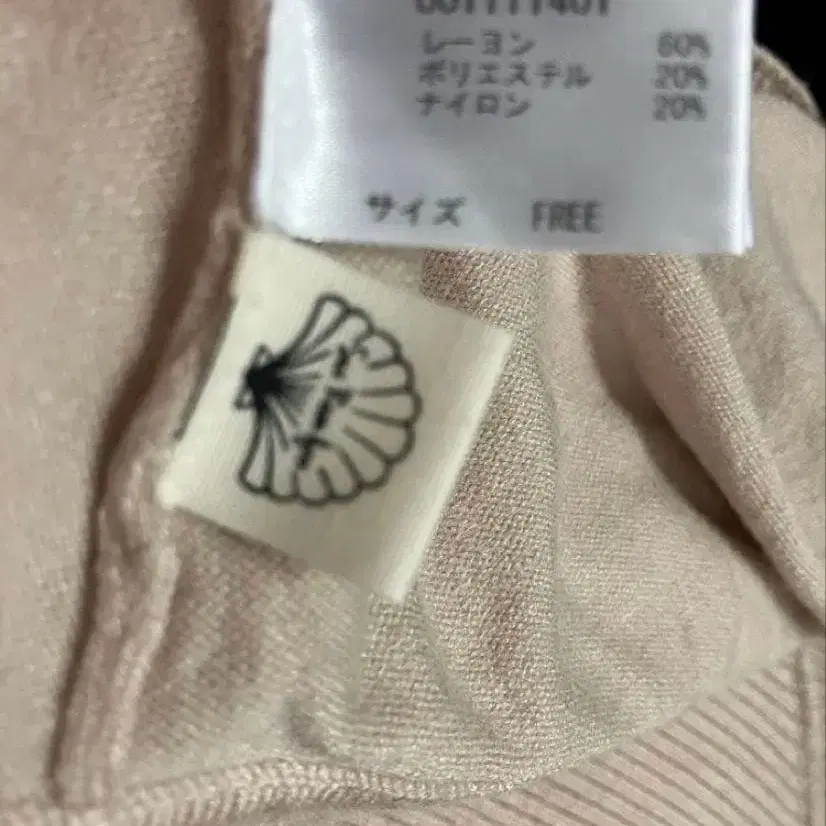 001111401
レーヨン 60%
ポリエステル 20%
ナイロン 20%
サイズ FREE